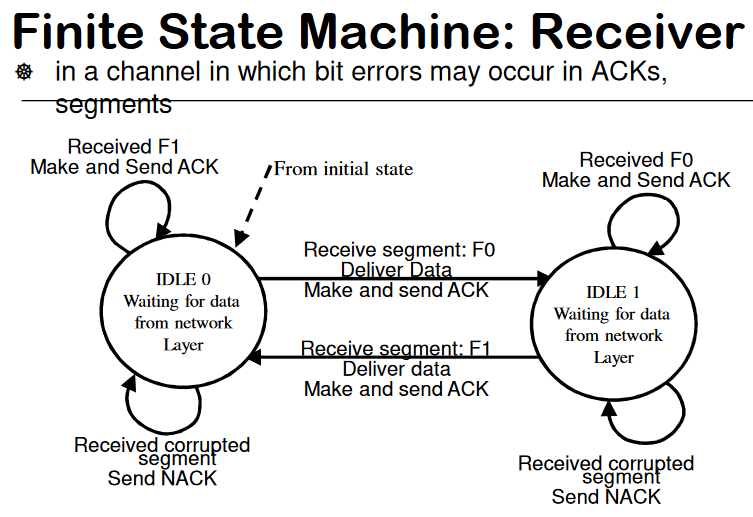 Finite State Machine: Receiver
in a channel in which bit errors may occur in ACKs,
segments
Received F1
Make and Send ACK
From initial state
Received F0
Make and Send ACK
Receive segment: F0
Deliver Data
Make and send ACK
IDLE 0
Waiting for data
from network
Layer
IDLE 1
Waiting for data
from network
Layer
Receive segment: F1
Deliver data
Make and send ACK
Received corrupted
segment
Send NACK
Received corrupted
segment
Send NACK